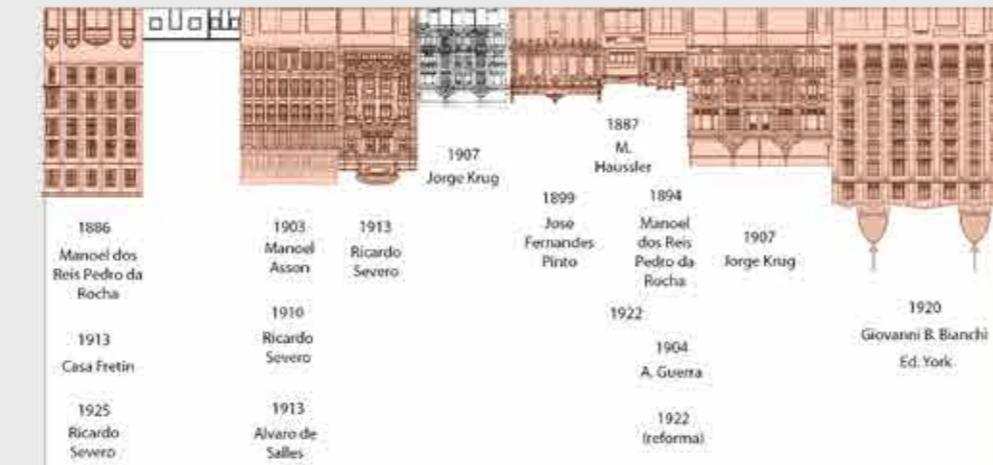 1886
Manoel dos
Reis Pedro da
Rocha
1913
Casa Fretin
1925
Ricardo
Severo
1903
Manoel
Asson
1910
Ricardo
Severo
1913
Alvaro de
Salles
1913
Ricardo
Severo
1907
Jorge Krug
1899
Jose
Fernandes
Pinto
1887
M.
Haussler
1922
1894
Manoel
dos Reis
Pedro da
Rocha
1904
A. Guerra
1922
(reforma)
1907
Jorge Krug
1920
Giovanni B. Bianchi
Ed. York